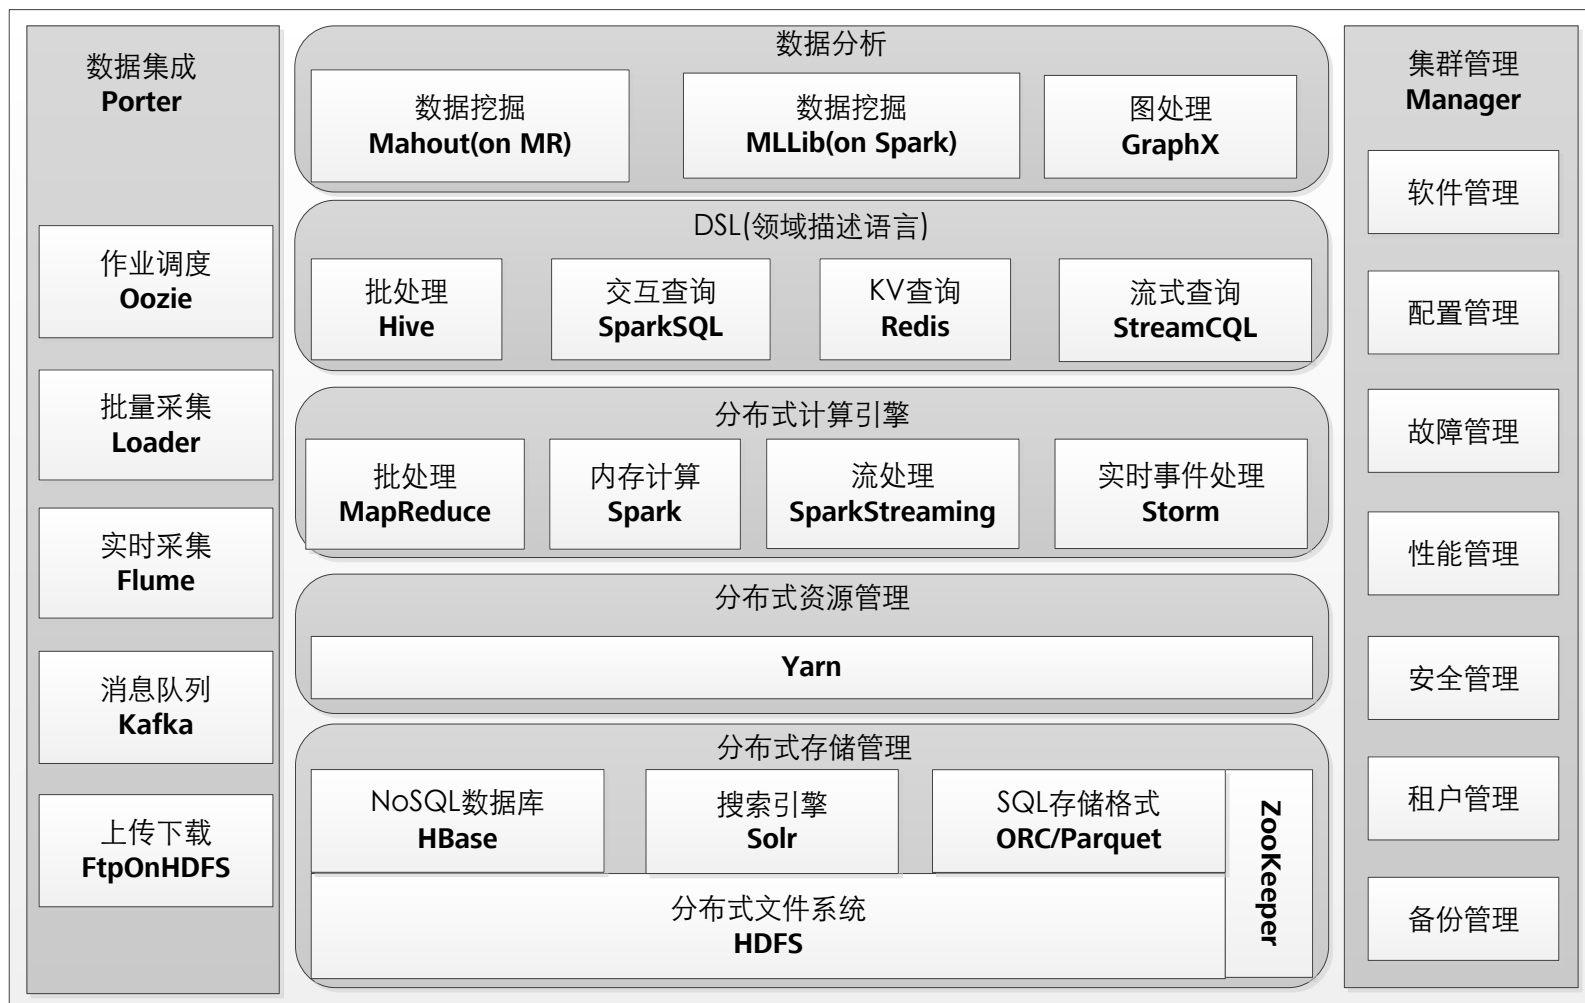 数据集成
Porter
作业调度
Oozie
批量采集
Loader
实时采集
Flume
消息队列
Kafka
上传下载
FtpOnHDFS
数据分析
数据挖掘
Mahout(on MR)
数据挖掘
MLLib(on Spark)
图处理
GraphX
DSL(领域描述语言)
批处理
Hive
交互查询
SparkSQL
KV查询
Redis
流式查询
StreamCQL
分布式计算引擎
批处理
MapReduce
内存计算
Spark
流处理
SparkStreaming
实时事件处理
Storm
分布式资源管理
Yarn
分布式存储管理
NoSQL数据库
HBase
搜索引擎
Solr
SQL存储格式
ORC/Parquet
ZooKeeper
分布式文件系统
HDFS
集群管理
Manager
软件管理
配置管理
故障管理
性能管理
安全管理
租户管理
备份管理